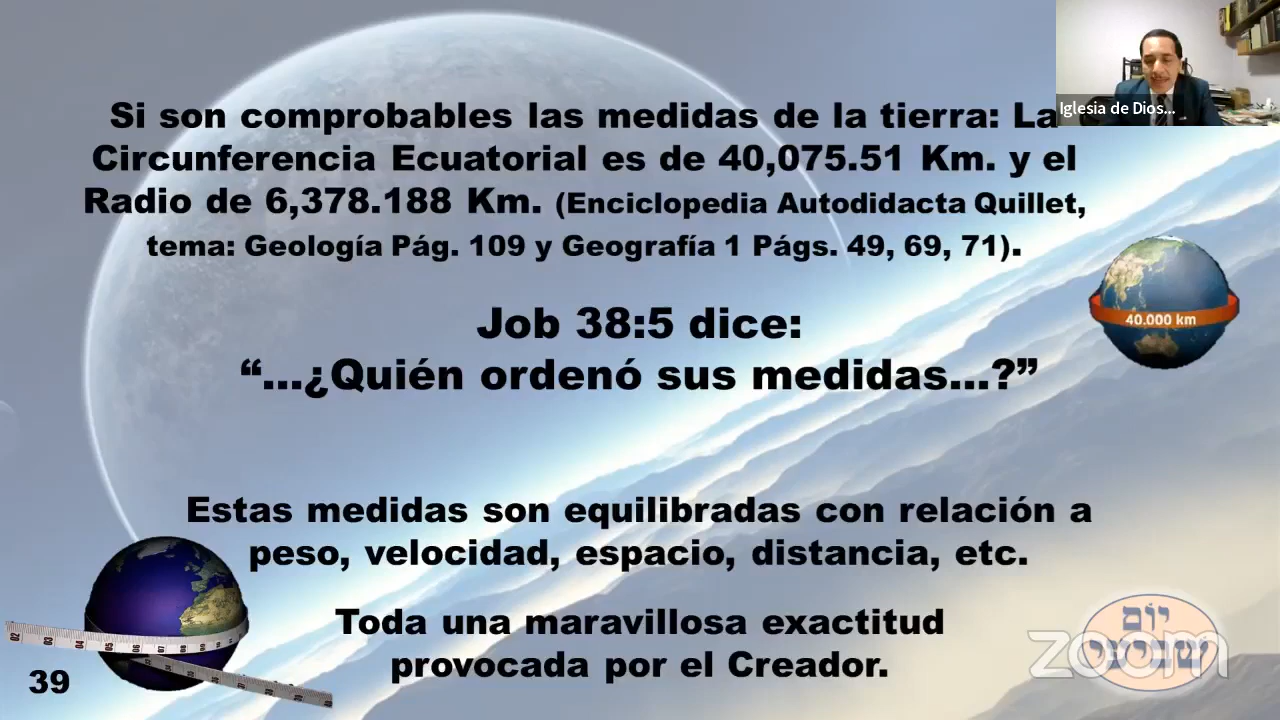 Iglesia de Dios...
Si son comprobables las medidas de la tierra: La
Circunferencia Ecuatorial es de 40,075.51 Km. y el
Radio de 6,378.188 Km. (Enciclopedia Autodidacta Quillet,
tema: Geología Pág. 109 y Geografía 1 Págs. 49, 69, 71).
40.000 km
Job 38:5 dice:
“...¿Quién ordenó sus medidas...?”
Estas medidas son equilibradas con relación a
peso, velocidad, espacio, distancia, etc.
Toda una maravillosa exactitud
provocada por el Creador.
יוֹם
שביעי
zoom
39